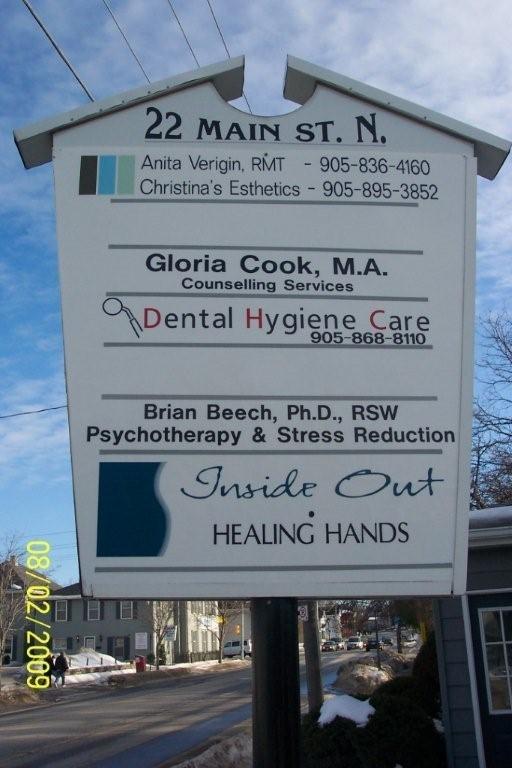 22 MAIN ST. N.
Anita Verigin, RMT - 905-836-4160
Christina's Esthetics - 905-895-3852
Gloria Cook, M.A.
Counselling Services
Dental Hygiene Care
905-868-8110
Brian Beech, Ph.D., RSW
Psychotherapy & Stress Reduction
Inside Out
•
HEALING HANDS
08/02/2009